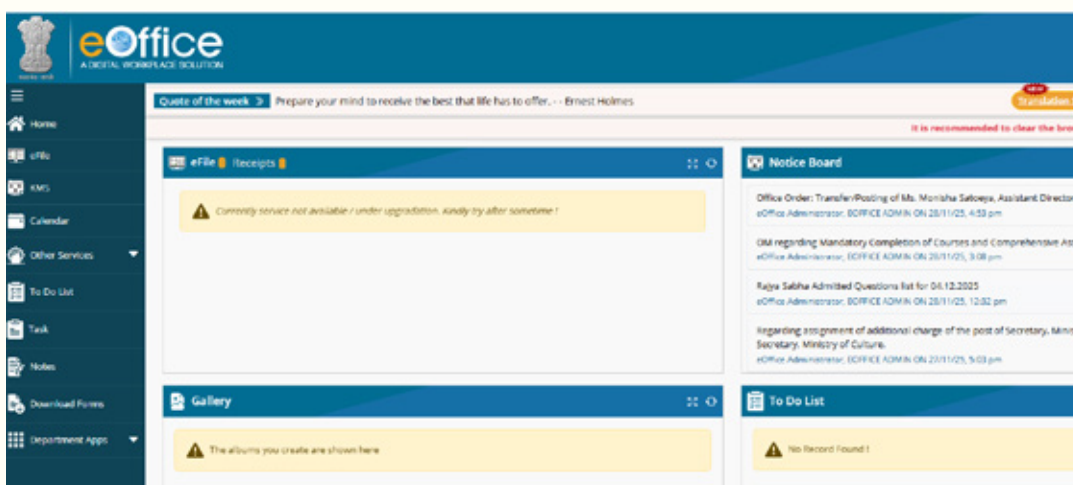 eOffice
A DIGITAL WORKPLACE SOLUTION
Quote of the week Prepare your mind to receive the best that life has to offer. - - Ernest Holmes
NEW
Translation
It is recommended to clear the bro
Home
eFile
KMS
Calendar
Other Services
To Do List
Task
Notes
Download Forms
Department Apps
eFile Receipts
Currently service not available / under upgradition. Kindly try after sometime !
Notice Board
Office Order: Transfer/Posting of Ms. Monisha Assistant Director
eOffice Administrator, EOFFICE ADMIN ON 28/11/25, 4:53 pm
OM regarding Mandatory Completion of Courses and Comprehensive Ass
eOffice Administrator, EOFFICE ADMIN ON 28/11/25, 3:08 pm
Rajya Sabha Admitted Questions list for 04.12.2025
eOffice Administrator, EOFFICE ADMIN ON 28/11/25, 12:02 pm
Regarding assignment of additional charge of the post of Secretary, Minis
Secretary, Ministry of Culture.
eOffice Administrator, EOFFICE ADMIN ON 27/11/25, 5:03 pm
Gallery
The albums you create are shown here
To Do List
No Record Found !